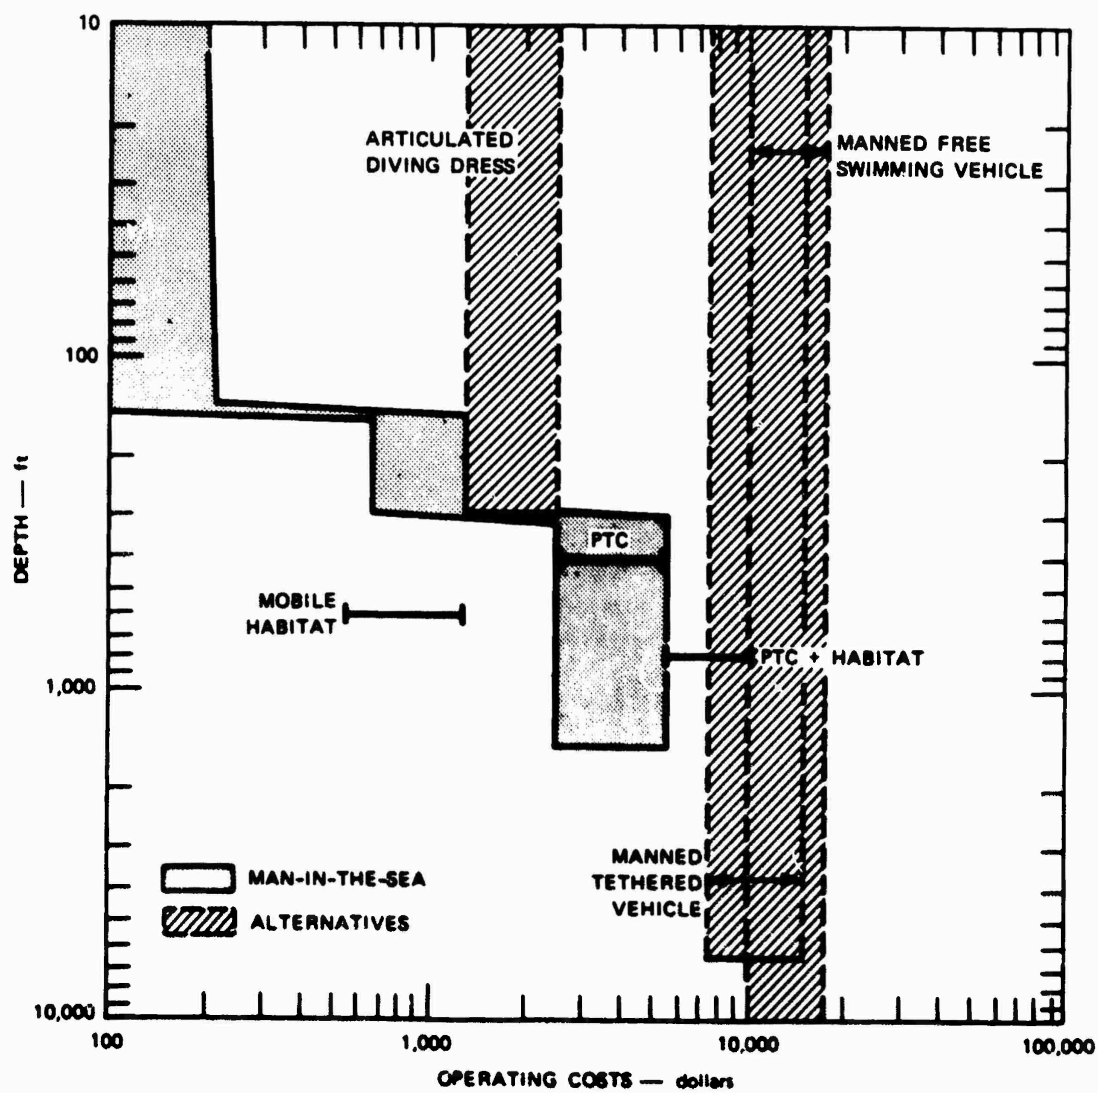 10
ARTICULATED
DIVING DRESS
MANNED FREE
SWIMMING VEHICLE
100
DEPTH — ft
PTC
MOBILE
HABITAT
PTC + HABITAT
1,000
MANNED
TETHERED
VEHICLE
MAN-IN-THE-SEA
ALTERNATIVES
10,000
100
1,000
10,000
100,000
OPERATING COSTS — dollars